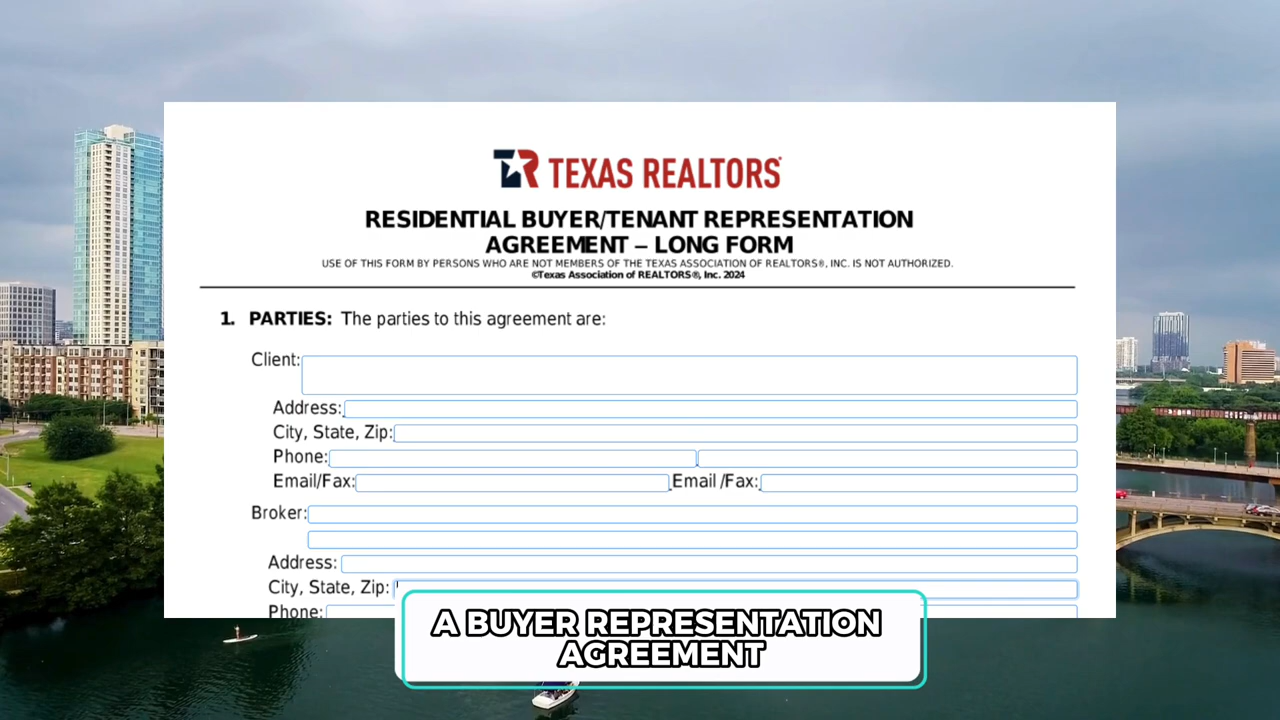 TR TEXAS REALTORS
RESIDENTIAL BUYER/TENANT REPRESENTATION
AGREEMENT – LONG FORM
USE OF THIS FORM BY PERSONS WHO ARE NOT MEMBERS OF THE TEXAS ASSOCIATION OF REALTORS®, INC. IS NOT AUTHORIZED.
©Texas Association of REALTORS®, Inc. 2024
1. PARTIES: The parties to this agreement are:
Client:
Address:
City, State, Zip:
Phone:
Email/Fax: Email /Fax:
Broker:
Address:
City, State, Zip:
Phone:
A BUYER REPRESENTATION
AGREEMENT